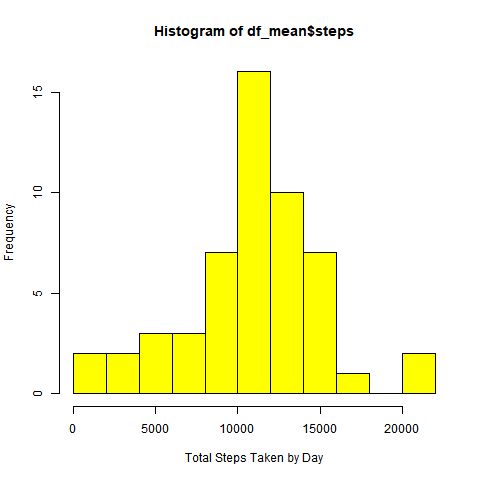 Histogram of df_mean$steps
Frequency
15
10
5
0
0 5000 10000 15000 20000
Total Steps Taken by Day